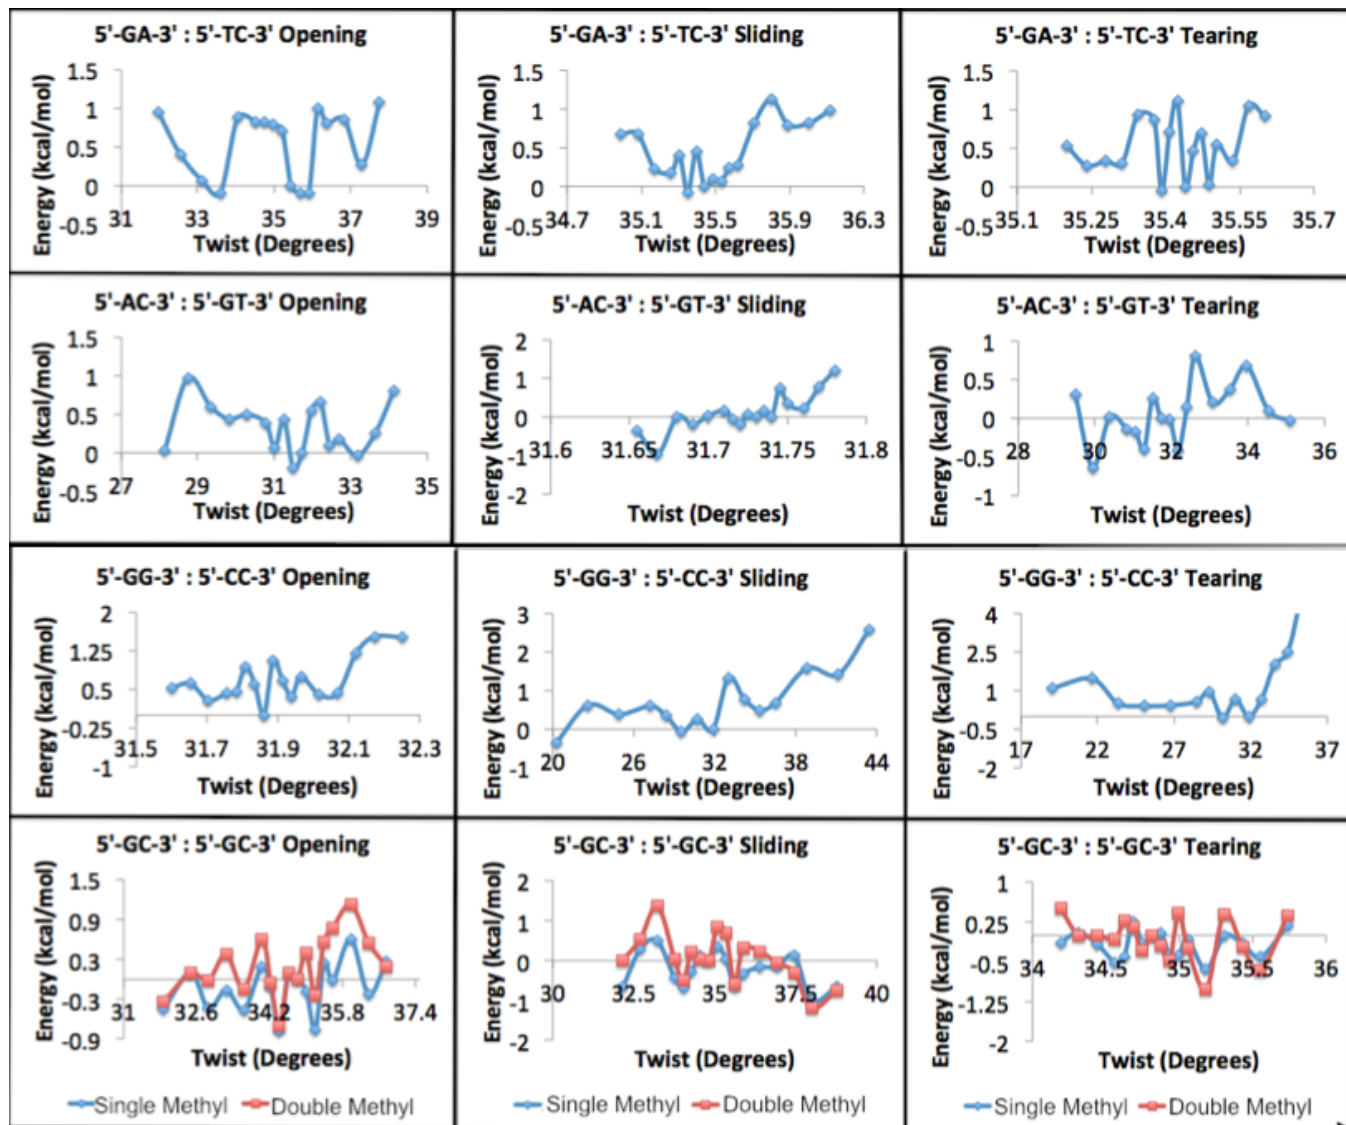 5'-GA-3' : 5'-TC-3' Opening
Energy (kcal/mol)
1.5
1
0.5
0
-0.5
31 33 35 37 39
Twist (Degrees)
5'-GA-3' : 5'-TC-3' Sliding
Energy (kcal/mol)
1.5
1
0.5
0
-0.5
34.7 35.1 35.5 35.9 36.3
Twist (Degrees)
5'-GA-3' : 5'-TC-3' Tearing
Energy (kcal/mol)
1.5
1
0.5
0
-0.5
35.1 35.25 35.4 35.55 35.7
Twist (Degrees)
5'-AC-3' : 5'-GT-3' Opening
Energy (kcal/mol)
1.5
1
0.5
0
-0.5
27 29 31 33 35
Twist (Degrees)
5'-AC-3' : 5'-GT-3' Sliding
Energy (kcal/mol)
2
1
0
-1
-2
31.6 31.65 31.7 31.75 31.8
Twist (Degrees)
5'-AC-3' : 5'-GT-3' Tearing
Energy (kcal/mol)
1
0.5
0
-0.5
-1
28 30 32 34 36
Twist (Degrees)
5'-GG-3' : 5'-CC-3' Opening
Energy (kcal/mol)
2
1.25
0.5
-0.25
-1
31.5 31.7 31.9 32.1 32.3
Twist (Degrees)
5'-GG-3' : 5'-CC-3' Sliding
Energy (kcal/mol)
3
2
1
0
-1
20 26 32 38 44
Twist (Degrees)
5'-GG-3' : 5'-CC-3' Tearing
Energy (kcal/mol)
4
2.5
1
-0.5
-2
17 22 27 32 37
Twist (Degrees)
5'-GC-3' : 5'-GC-3' Opening
Energy (kcal/mol)
1.5
0.9
0.3
-0.3
-0.9
31 32.6 34.2 35.8 37.4
Twist (Degrees)
Single Methyl Double Methyl
5'-GC-3' : 5'-GC-3' Sliding
Energy (kcal/mol)
2
1
0
-1
-2
30 32.5 35 37.5 40
Twist (Degrees)
Single Methyl Double Methyl
5'-GC-3' : 5'-GC-3' Tearing
Energy (kcal/mol)
1
0.25
-0.5
-1.25
-2
34 34.5 35 35.5 36
Twist (Degrees)
Single Methyl Double Methyl